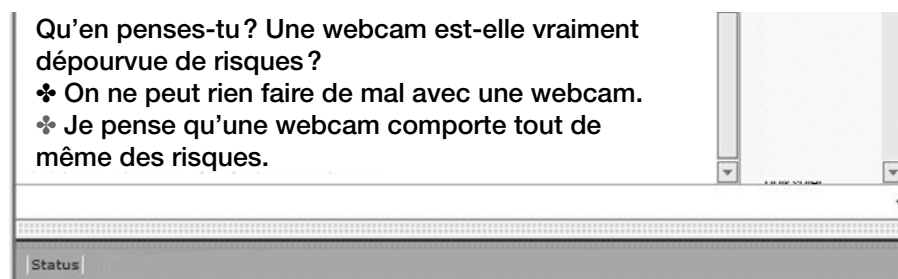 Qu'en penses-tu? Une webcam est-elle vraiment
dépourvue de risques?
✤ On ne peut rien faire de mal avec une webcam.
✤ Je pense qu'une webcam comporte tout de
même des risques.
Status